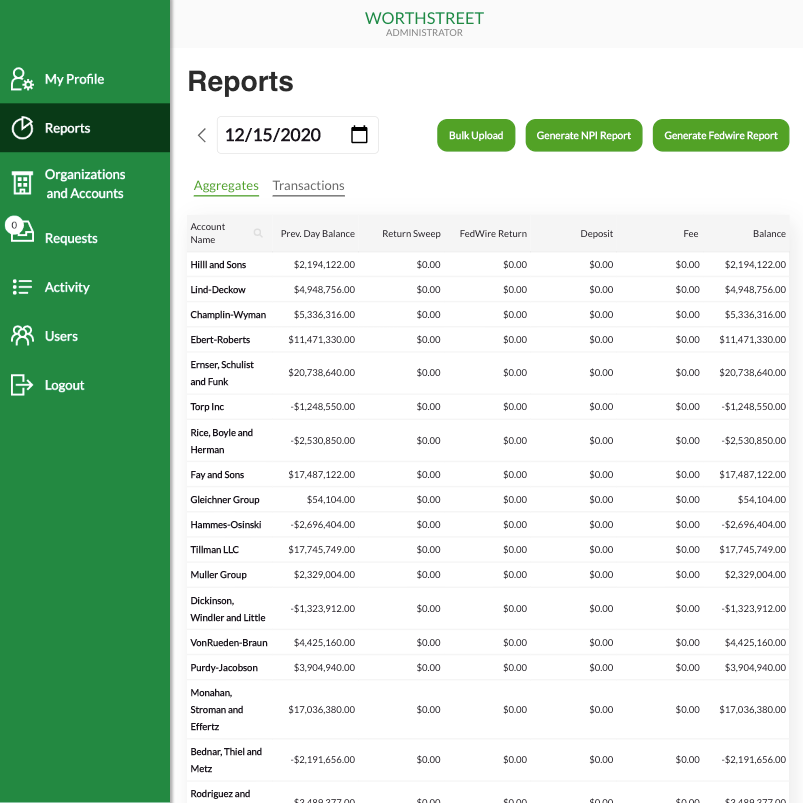 WORTHSTREET
ADMINISTRATOR
My Profile
Reports
Organizations
and Accounts
0
Requests
Activity
Users
Logout
Reports
12/15/2020
Bulk Upload
Generate NPI Report
Generate Fedwire Report
Aggregates Transactions
Account
Name
Prev. Day Balance Return Sweep FedWire Return Deposit Fee Balance
Hilll and Sons $2,194,122.00 $0.00 $0.00 $0.00 $0.00 $2,194,122.00
Lind-Deckow $4,948,756.00 $0.00 $0.00 $0.00 $0.00 $4,948,756.00
Champlin-Wyman $5,336,316.00 $0.00 $0.00 $0.00 $0.00 $5,336,316.00
Ebert-Roberts $11,471,330.00 $0.00 $0.00 $0.00 $0.00 $11,471,330.00
Ernser, Schulist
and Funk
$20,738,640.00 $0.00 $0.00 $0.00 $0.00 $20,738,640.00
Torp Inc -$1,248,550.00 $0.00 $0.00 $0.00 $0.00 -$1,248,550.00
Rice, Boyle and
Herman
-$2,530,850.00 $0.00 $0.00 $0.00 $0.00 -$2,530,850.00
Fay and Sons $17,487,122.00 $0.00 $0.00 $0.00 $0.00 $17,487,122.00
Gleichner Group $54,104.00 $0.00 $0.00 $0.00 $0.00 $54,104.00
Hammes-Osinski -$2,696,404.00 $0.00 $0.00 $0.00 $0.00 -$2,696,404.00
Tillman LLC $17,745,749.00 $0.00 $0.00 $0.00 $0.00 $17,745,749.00
Muller Group $2,329,004.00 $0.00 $0.00 $0.00 $0.00 $2,329,004.00
Dickinson,
Windler and Little
-$1,323,912.00 $0.00 $0.00 $0.00 $0.00 -$1,323,912.00
VonRueden-Braun $4,425,160.00 $0.00 $0.00 $0.00 $0.00 $4,425,160.00
Purdy-Jacobson $3,904,940.00 $0.00 $0.00 $0.00 $0.00 $3,904,940.00
Monahan,
Stroman and
Effertz
$17,036,380.00 $0.00 $0.00 $0.00 $0.00 $17,036,380.00
Bednar, Thiel and
Metz
-$2,191,656.00 $0.00 $0.00 $0.00 $0.00 -$2,191,656.00
Rodriguez and